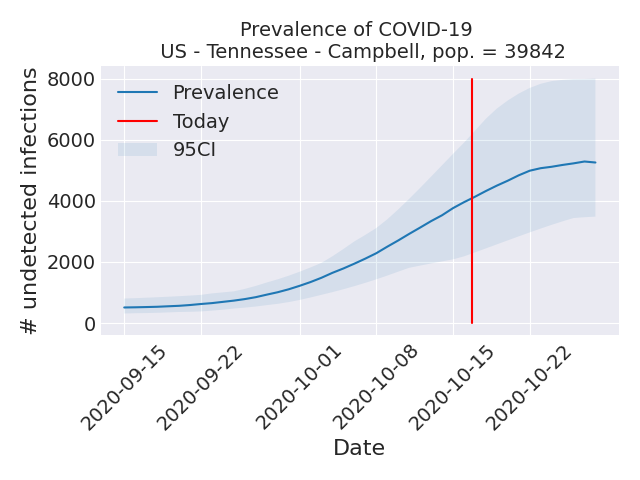 Prevalence of COVID-19
US - Tennessee - Campbell, pop. = 39842
# undetected infections
8000
6000
4000
2000
0
Prevalence
Today
95CI
2020-09-15
2020-09-22
2020-10-01
2020-10-08
2020-10-15
2020-10-22
Date